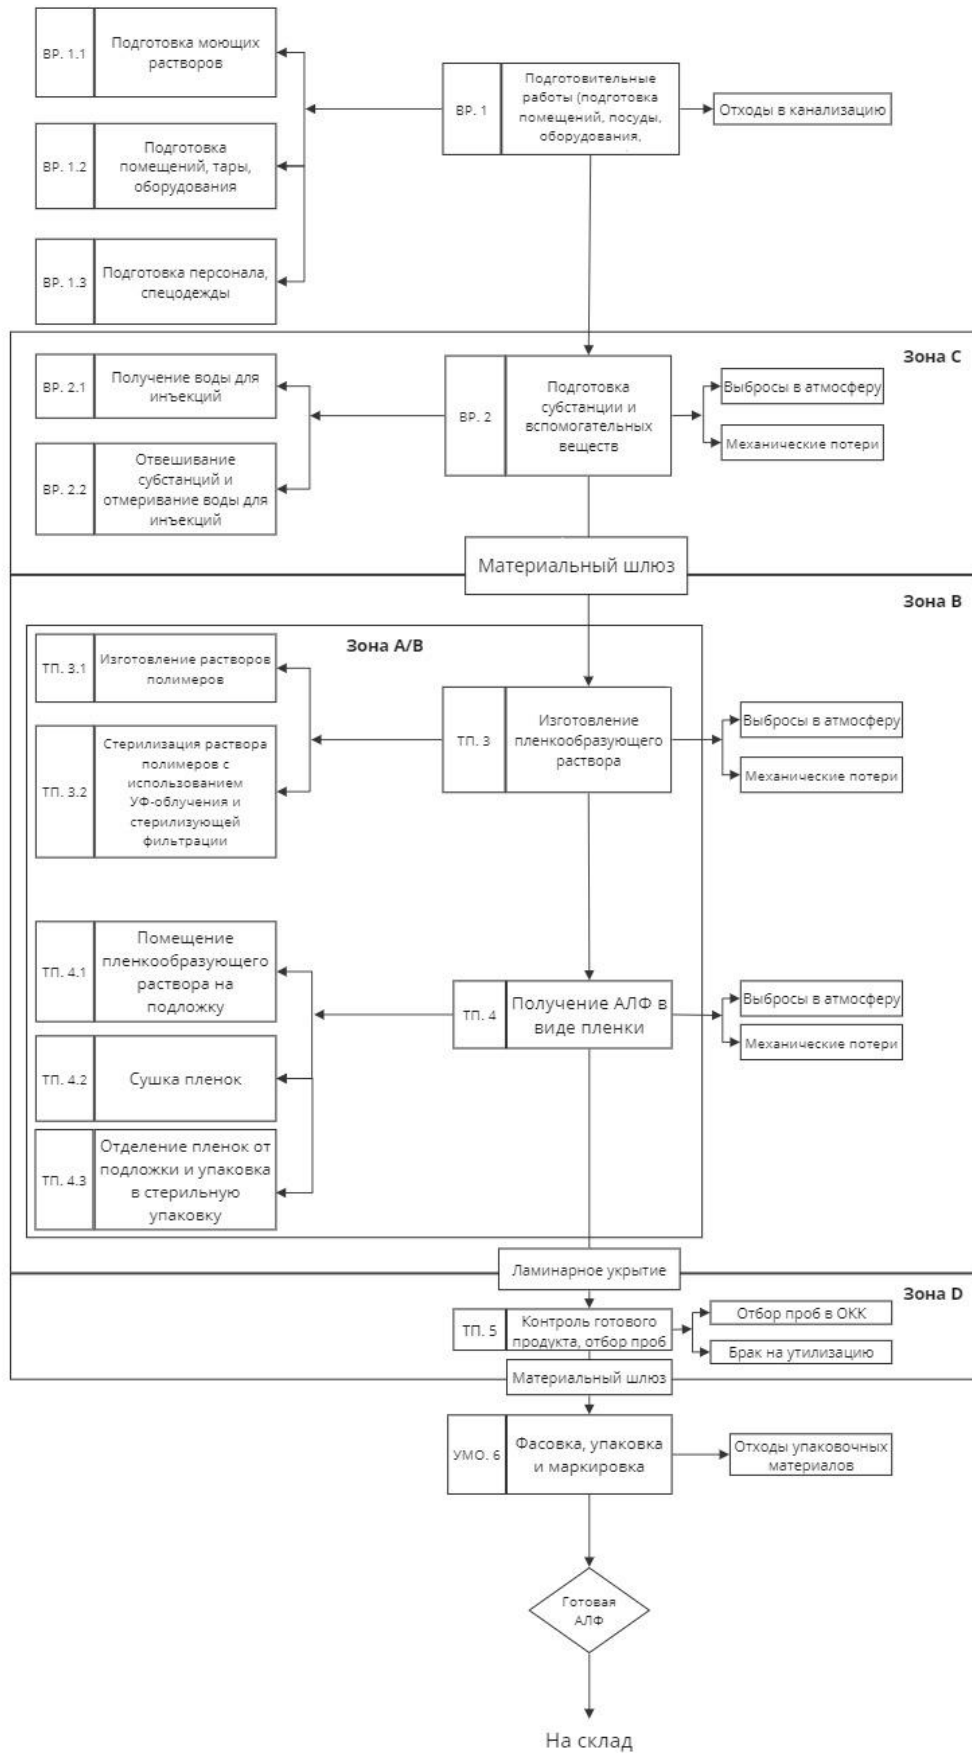 ВР. 1.1
Подготовка моющих
растворов
ВР. 1
Подготовительные
работы (подготовка
помещений, посуды,
оборудования,
Отходы в канализацию
ВР. 1.2
Подготовка
помещений, тары,
оборудования
ВР. 1.3
Подготовка персонала,
спецодежды
Зона С
ВР. 2.1
Получение воды для
инъекций
ВР. 2
Подготовка
субстанции и
вспомогательных
веществ
Выбросы в атмосферу
Механические потери
ВР. 2.2
Отвешивание
субстанций и
отмеривание воды для
инъекций
Материальный шлюз
Зона В
Зона А/В
ТП. 3.1
Изготовление растворов
полимеров
ТП. 3
Изготовление
пленкообразующего
раствора
Выбросы в атмосферу
Механические потери
ТП. 3.2
Стерилизация раствора
полимеров с
использованием
УФ-облучения и
стерилизующей
фильтрации
ТП. 4.1
Помещение
пленкообразующего
раствора на
подложку
ТП. 4
Получение АЛФ в
виде пленки
Выбросы в атмосферу
Механические потери
ТП. 4.2
Сушка пленок
ТП. 4.3
Отделение пленок от
подложки и упаковка
в стерильную
упаковку
Ламинарное укрытие
Зона D
ТП. 5
Контроль готового
продукта, отбор проб
Отбор проб в ОКК
Брак на утилизацию
Материальный шлюз
УМО. 6
Фасовка, упаковка
и маркировка
Отходы упаковочных
материалов
Готовая
АЛФ
На склад